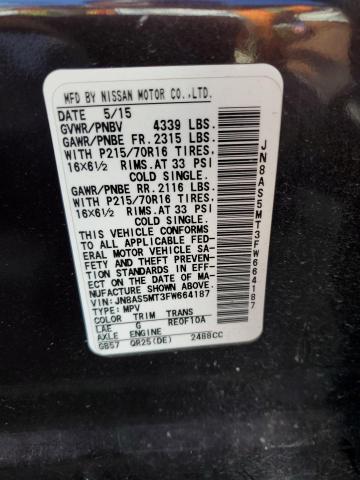 MFD BY NISSAN MOTOR CO.,LTD.
DATE 5/15
GVWR/PNBV 4339 LBS.
GAWR/PNBE FR. 2315 LBS.
WITH P215/70R16 TIRES,
16X6½ RIMS.AT 33 PSI
COLD SINGLE.
GAWR/PNBE RR. 2116 LBS.
WITH P215/70R16 TIRES,
16X6½ RIMS.AT 33 PSI
COLD SINGLE.
THIS VEHICLE CONFORMS
TO ALL APPLICABLE FED-
ERAL MOTOR VEHICLE SA-
FETY STANDARDS IN EFF-
ECT ON THE DATE OF MA-
NUFACTURE SHOWN ABOVE.
VIN: JN8AS5MT3FW664187
TYPE: MPV
COLOR TRIM TRANS
LAE G RE0F10A
AXLE ENGINE
GB57 QR25(DE) 2488CC
JN8AS5MT3FW664187